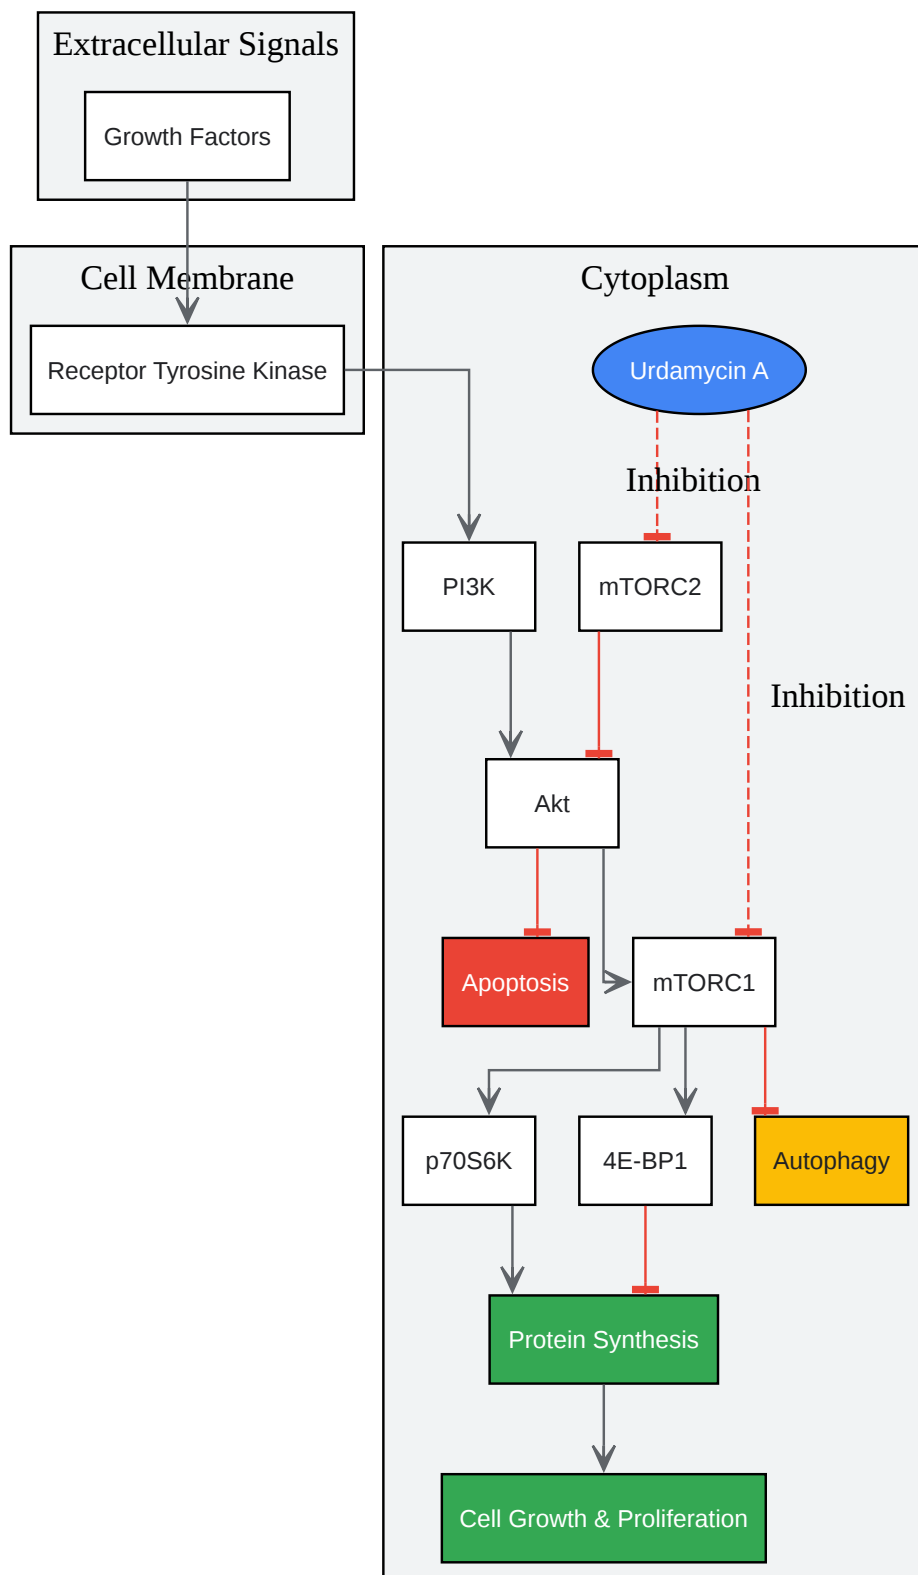 Extracellular Signals
Growth Factors
Cell Membrane
Receptor Tyrosine Kinase
Cytoplasm
Urdamycin A
Inhibition
PI3K
mTORC2
Inhibition
Akt
Apoptosis
mTORC1
p70S6K
4E-BP1
Autophagy
Protein Synthesis
Cell Growth & Proliferation